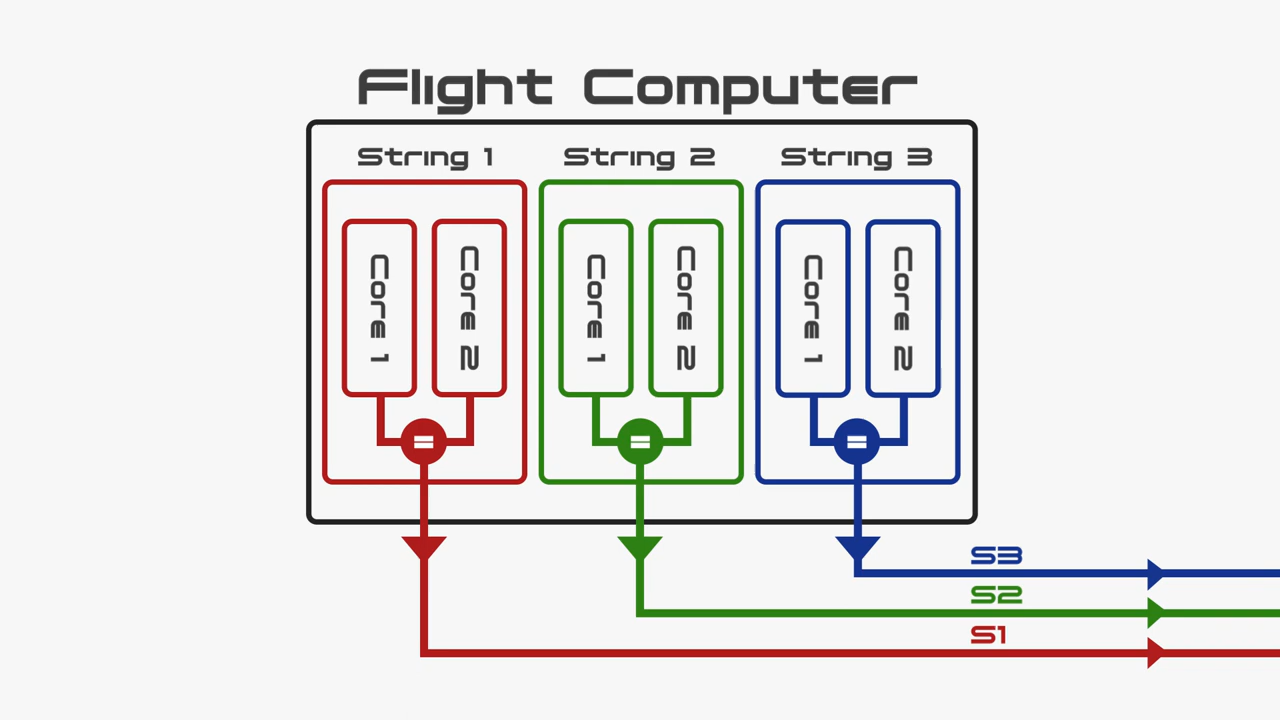 Flight Computer
String 1
String 2
String 3
Core 1
Core 2
Core 1
Core 2
Core 1
Core 2
=
=
=
S3
S2
S1